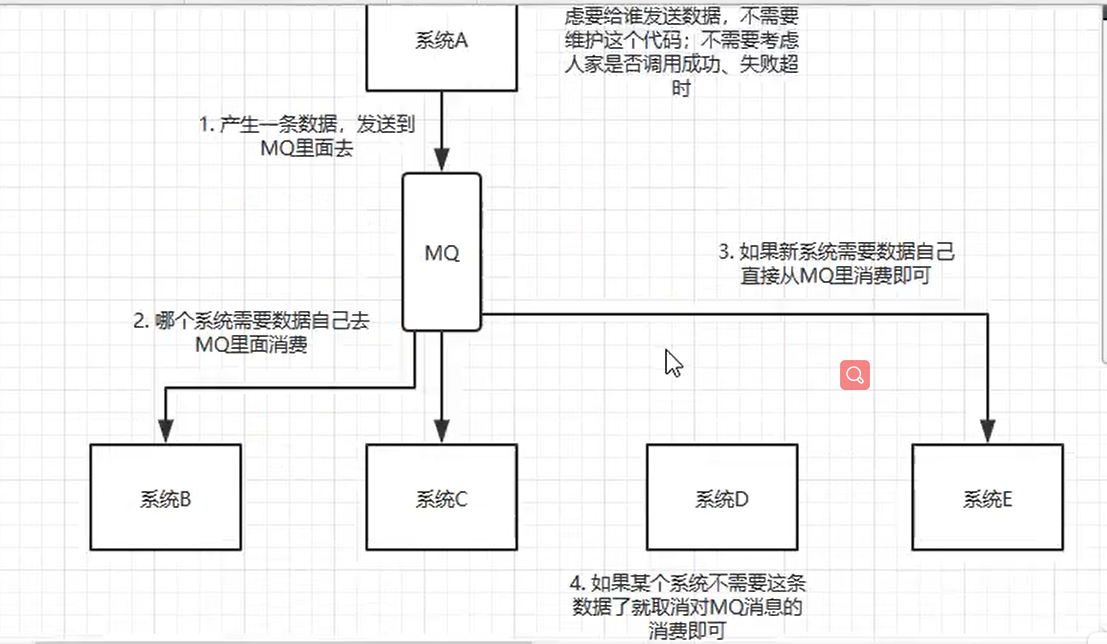 虑要给谁发送数据，不需要
维护这个代码；不需要考虑
人家是否调用成功、失败超
时
系统A
1. 产生一条数据，发送到
MQ里面去
MQ
3. 如果新系统需要数据自己
直接从MQ里消费即可
2. 哪个系统需要数据自己去
MQ里面消费
系统B
系统C
系统D
系统E
4. 如果某个系统不需要这条
数据了就取消对MQ消息的
消费即可